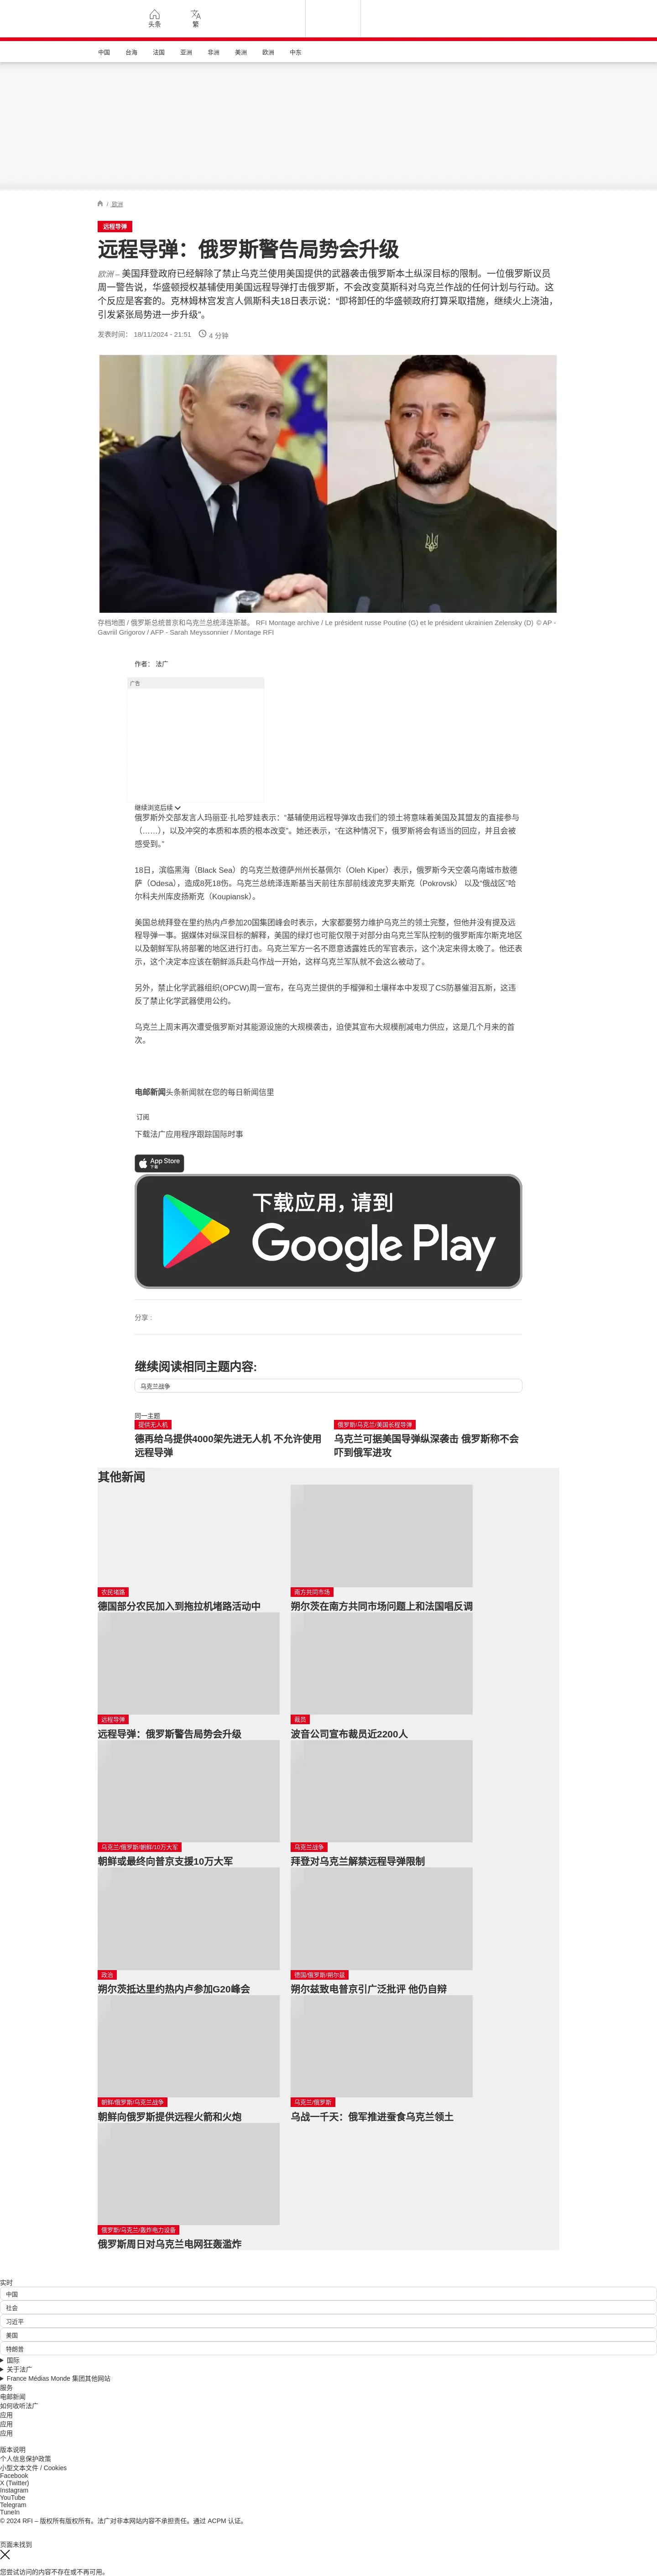 头条
繁
中国 台海 法国 亚洲 非洲 美洲 欧洲 中东
/ 欧洲
远程导弹
远程导弹：俄罗斯警告局势会升级
欧洲 – 美国拜登政府已经解除了禁止乌克兰使用美国提供的武器袭击俄罗斯本土纵深目标的限制。一位俄罗斯议员
周一警告说，华盛顿授权基辅使用美国远程导弹打击俄罗斯，不会改变莫斯科对乌克兰作战的任何计划与行动。这
个反应是客套的。克林姆林宫发言人佩斯科夫18日表示说：“即将卸任的华盛顿政府打算采取措施，继续火上浇油，
引发紧张局势进一步升级”。
发表时间： 18/11/2024 - 21:51 4 分钟
存档地图 / 俄罗斯总统普京和乌克兰总统泽连斯基。 RFI Montage archive / Le président russe Poutine (G) et le président ukrainien Zelensky (D) © AP -
Gavriil Grigorov / AFP - Sarah Meyssonnier / Montage RFI
作者： 法广
广告
继续浏览后续
俄罗斯外交部发言人玛丽亚·扎哈罗娃表示：“基辅使用远程导弹攻击我们的领土将意味着美国及其盟友的直接参与
（……），以及冲突的本质和本质的根本改变”。她还表示，“在这种情况下，俄罗斯将会有适当的回应，并且会被
感受到。”
18日，滨临黑海（Black Sea）的乌克兰敖德萨州州长基佩尔（Oleh Kiper）表示，俄罗斯今天空袭乌南城市敖德
萨（Odesa），造成8死18伤。乌克兰总统泽连斯基当天前往东部前线波克罗夫斯克（Pokrovsk） 以及“俄战区”哈
尔科夫州库皮扬斯克（Koupiansk）。
美国总统拜登在里约热内卢参加20国集团峰会时表示，大家都要努力维护乌克兰的领土完整，但他并没有提及远
程导弹一事。据媒体对纵深目标的解释，美国的绿灯也可能仅限于对部分由乌克兰军队控制的俄罗斯库尔斯克地区
以及朝鲜军队将部署的地区进行打击。乌克兰军方一名不愿意透露姓氏的军官表示，这个决定来得太晚了。他还表
示，这个决定本应该在朝鲜派兵赴乌作战一开始，这样乌克兰军队就不会这么被动了。
另外，禁止化学武器组织(OPCW)周一宣布，在乌克兰提供的手榴弹和土壤样本中发现了CS防暴催泪瓦斯，这违
反了禁止化学武器使用公约。
乌克兰上周末再次遭受俄罗斯对其能源设施的大规模袭击，迫使其宣布大规模削减电力供应，这是几个月来的首
次。
电邮新闻头条新闻就在您的每日新闻信里
订阅
下载法广应用程序跟踪国际时事
App Store
下载
下载应用，请到
Google Play
分享 :
继续阅读相同主题内容:
乌克兰战争
同一主题
提供无人机
德再给乌提供4000架先进无人机 不允许使用
远程导弹
俄罗斯/乌克兰/美国长程导弹
乌克兰可据美国导弹纵深袭击 俄罗斯称不会
吓到俄军进攻
其他新闻
农民堵路
德国部分农民加入到拖拉机堵路活动中
南方共同市场
朔尔茨在南方共同市场问题上和法国唱反调
远程导弹
远程导弹：俄罗斯警告局势会升级
裁员
波音公司宣布裁员近2200人
乌克兰/俄罗斯/朝鲜/10万大军
朝鲜或最终向普京支援10万大军
乌克兰战争
拜登对乌克兰解禁远程导弹限制
政治
朔尔茨抵达里约热内卢参加G20峰会
德国/俄罗斯/朔尔兹
朔尔兹致电普京引广泛批评 他仍自辩
朝鲜/俄罗斯/乌克兰战争
朝鲜向俄罗斯提供远程火箭和火炮
乌克兰/俄罗斯
乌战一千天：俄军推进蚕食乌克兰领土
俄罗斯/乌克兰/轰炸电力设备
俄罗斯周日对乌克兰电网狂轰滥炸
实时
中国
社会
习近平
美国
特朗普
国际
关于法广
France Médias Monde 集团其他网站
服务
电邮新闻
如何收听法广
应用
应用
应用
版本说明
个人信息保护政策
小型文本文件 / Cookies
Facebook
X (Twitter)
Instagram
YouTube
Telegram
TuneIn
© 2024 RFI – 版权所有版权所有。法广对非本网站内容不承担责任。通过 ACPM 认证。
页面未找到
您尝试访问的内容不存在或不再可用。